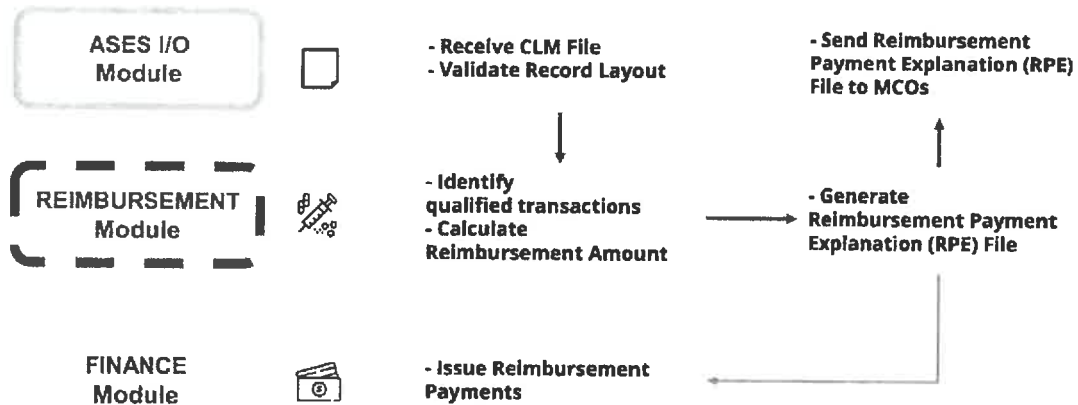 ASES I/O
Module
- Receive CLM File
- Validate Record Layout
- Send Reimbursement
Payment Explanation (RPE)
File to MCOs
REIMBURSEMENT
Module
- Identify
qualified transactions
- Calculate
Reimbursement Amount
- Generate
Reimbursement Payment
Explanation (RPE) File
FINANCE
Module
$
- Issue Reimbursement
Payments